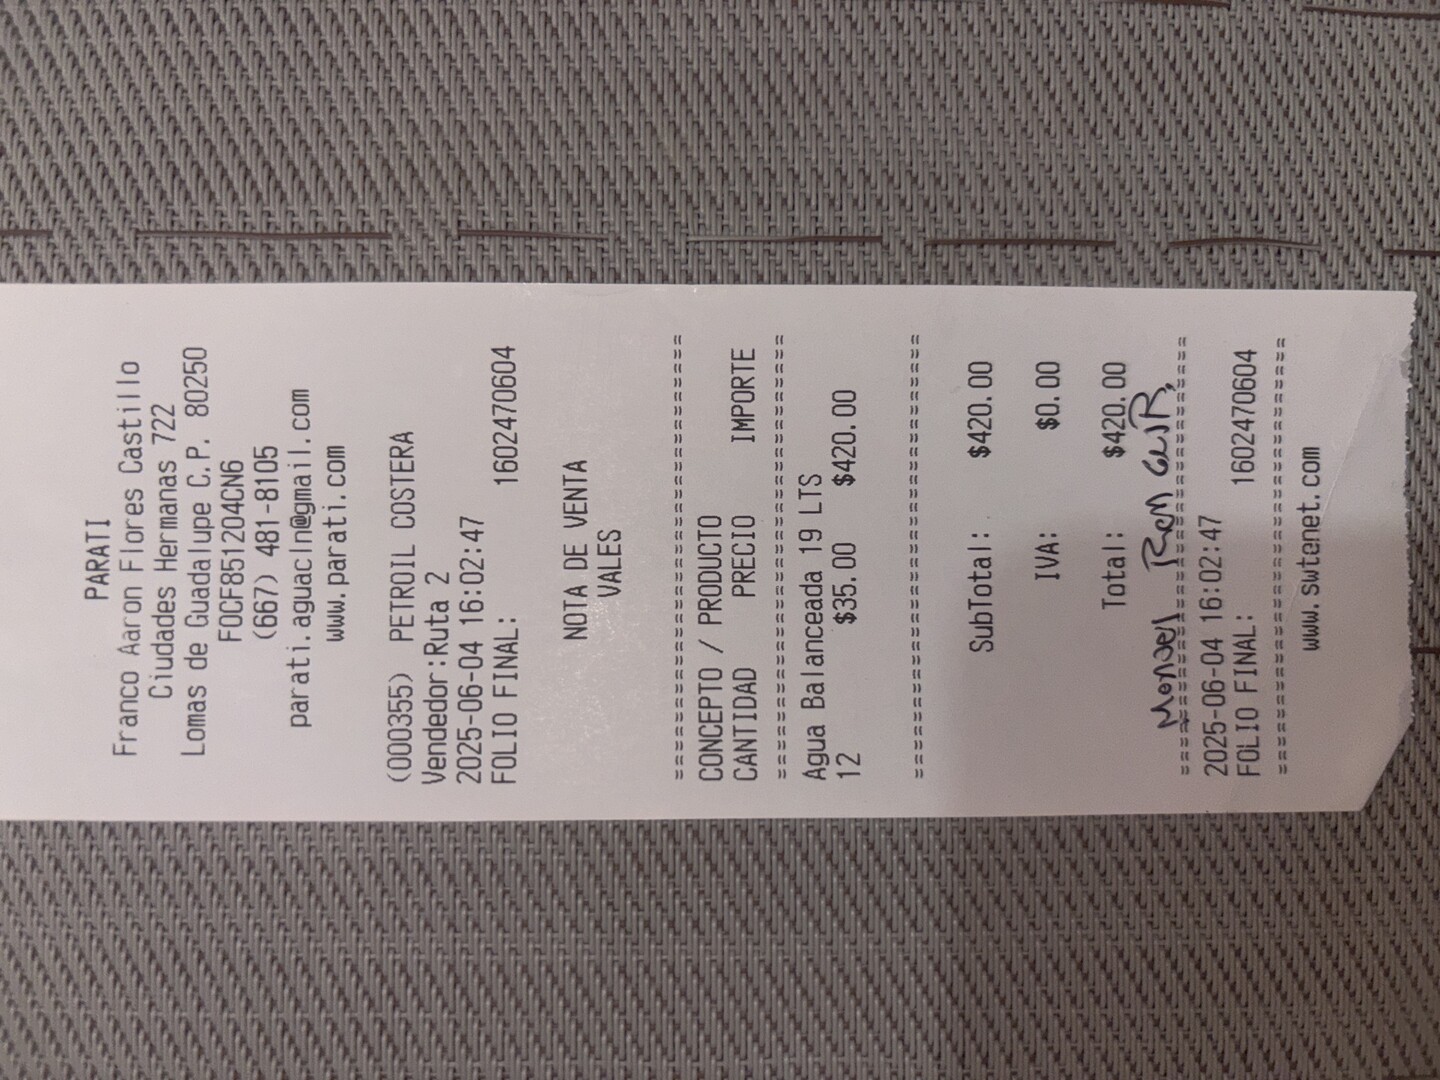 PARATI
Franco Aaron Flores Castillo
Ciudades Hermanas 722
Lomas de Guadalupe C.P. 80250
FOCF851204CN6
(667) 481-8105
parati.aguacln@gmail.com
www.parati.com
(000355) PETROIL COSTERA
Vendedor:Ruta 2
2025-06-04 16:02:47
FOLIO FINAL: 1602470604
NOTA DE VENTA
VALES
===================================
CONCEPTO / PRODUCTO
CANTIDAD PRECIO IMPORTE
===================================
Agua Balanceada 19 LTS
12 $35.00 $420.00
===================================
SubTotal: $420.00
IVA: $0.00
Total: $420.00
===================================
2025-06-04 16:02:47
FOLIO FINAL: 1602470604
===================================
www.swtenet.com